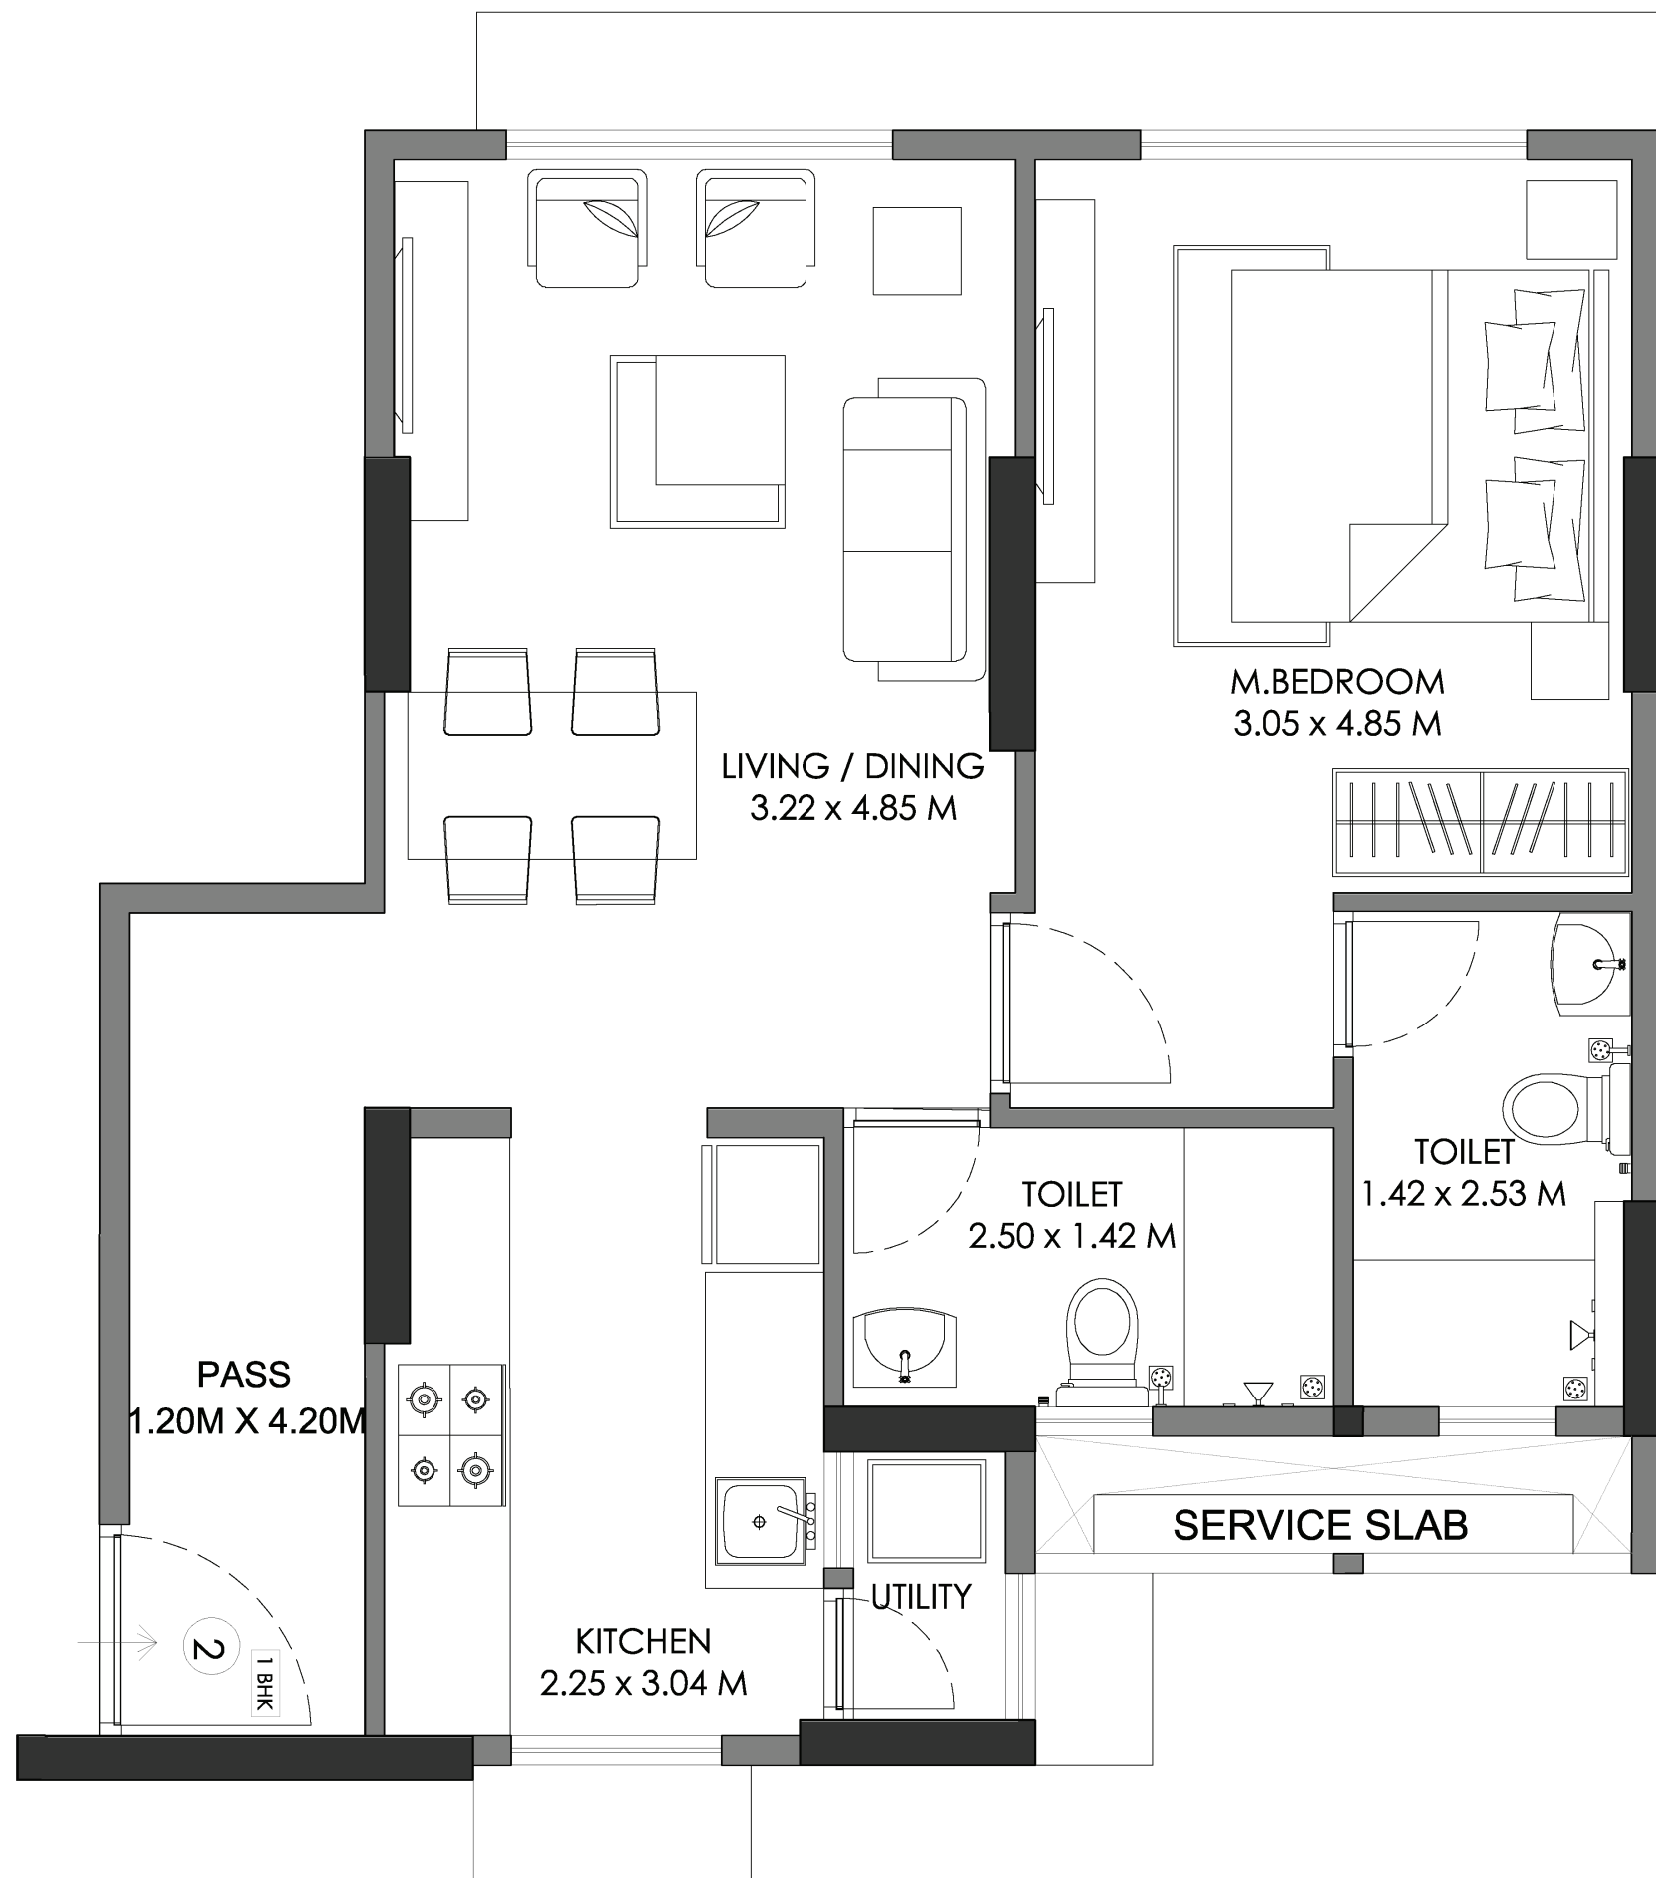 M.BEDROOM
3.05 x 4.85 M
LIVING / DINING
3.22 x 4.85 M
TOILET
1.42 x 2.53 M
TOILET
2.50 x 1.42 M
PASS
1.20M X 4.20M
SERVICE SLAB
UTILITY
KITCHEN
2.25 x 3.04 M
2
1 BHK